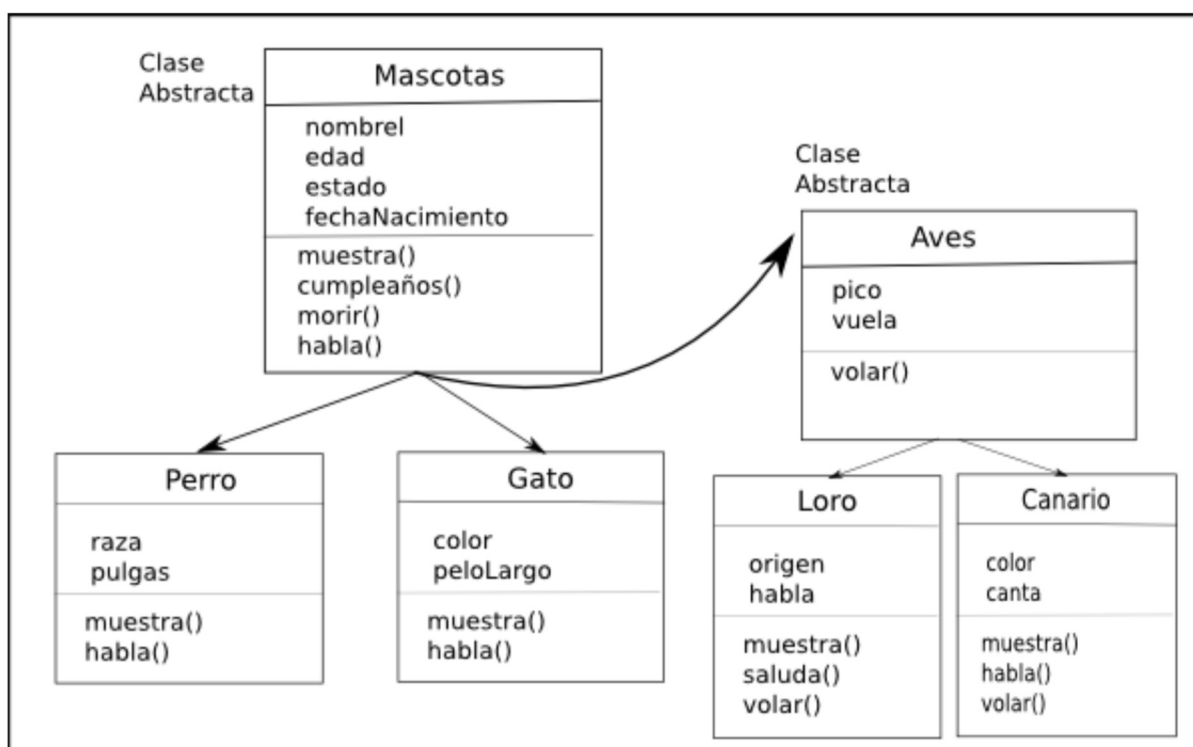 Clase
Abstracta
Mascotas
nombrel
edad
estado
fechaNacimiento
muestra()
cumpleaños()
morir()
habla()
Clase
Abstracta
Aves
pico
vuela
volar()
Perro
raza
pulgas
muestra()
habla()
Gato
color
peloLargo
muestra()
habla()
Loro
origen
habla
muestra()
saluda()
volar()
Canario
color
canta
muestra()
habla()
volar()